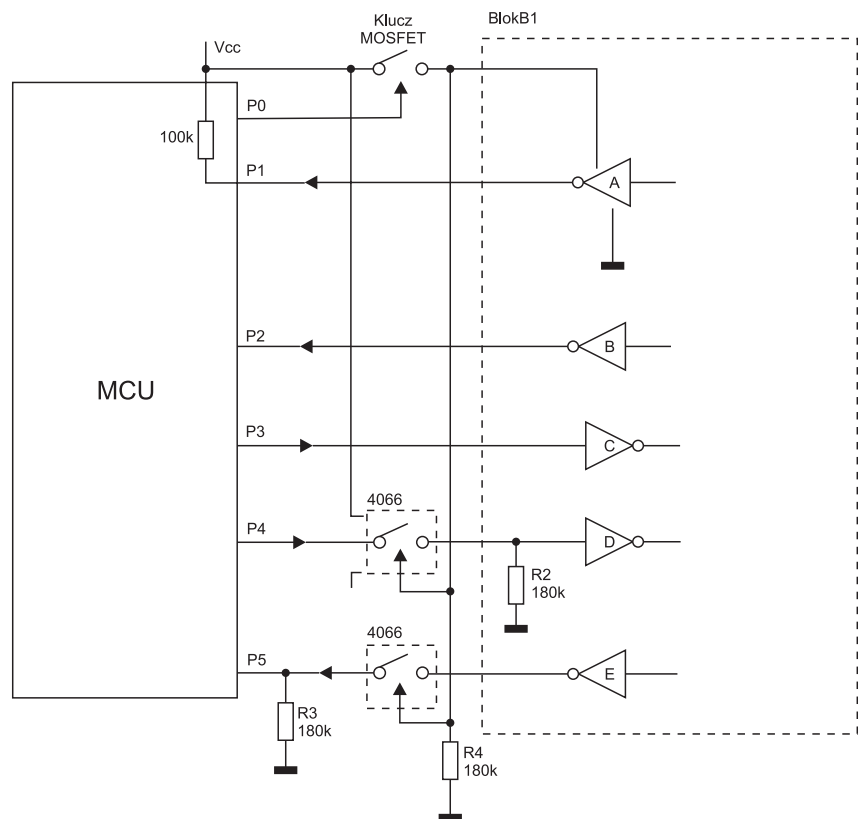 BlokB1
Klucz
MOSFET
Vcc
P0
100k
P1
A
P2
B
MCU
P3
C
4066
P4
D
R2
180k
4066
P5
E
R3
180k
R4
180k